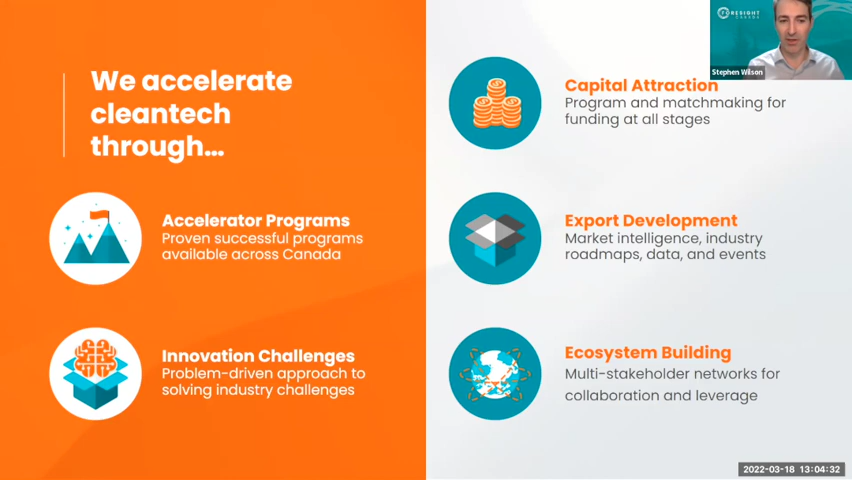 We accelerate
cleantech
through...
Accelerator Programs
Proven successful programs
available across Canada
Innovation Challenges
Problem-driven approach to
solving industry challenges
FORESIGHT
CANADA
Stephen Wilson
Capital Attraction
Program and matchmaking for
funding at all stages
Export Development
Market intelligence, industry
roadmaps, data, and events
Ecosystem Building
Multi-stakeholder networks for
collaboration and leverage
2022-03-18 13:04:32